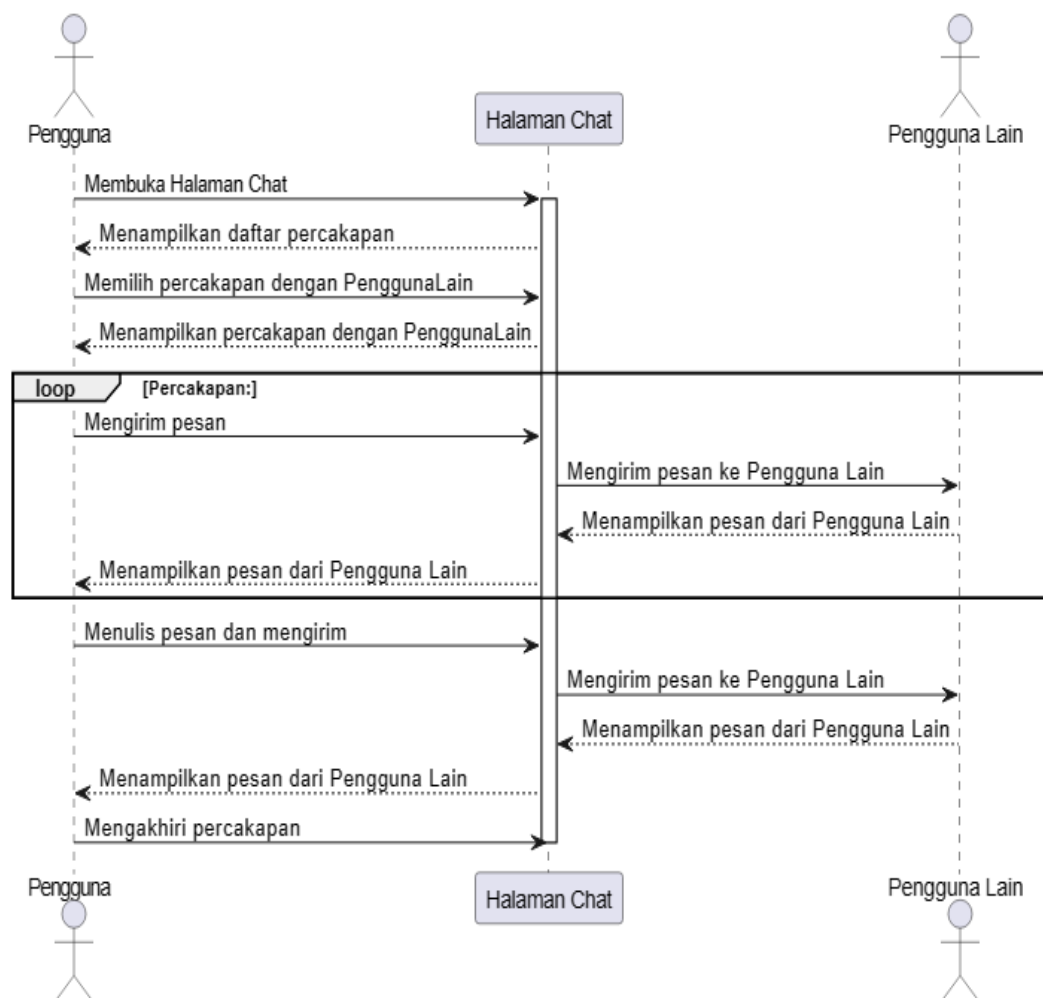 Pengguna
Halaman Chat
Pengguna Lain
Membuka Halaman Chat
Menampilkan daftar percakapan
Memilih percakapan dengan PenggunaLain
Menampilkan percakapan dengan PenggunaLain
loop [Percakapan:]
Mengirim pesan
Mengirim pesan ke Pengguna Lain
Menampilkan pesan dari Pengguna Lain
Menampilkan pesan dari Pengguna Lain
Menulis pesan dan mengirim
Mengirim pesan ke Pengguna Lain
Menampilkan pesan dari Pengguna Lain
Menampilkan pesan dari Pengguna Lain
Mengakhiri percakapan
Pengguna
Halaman Chat
Pengguna Lain